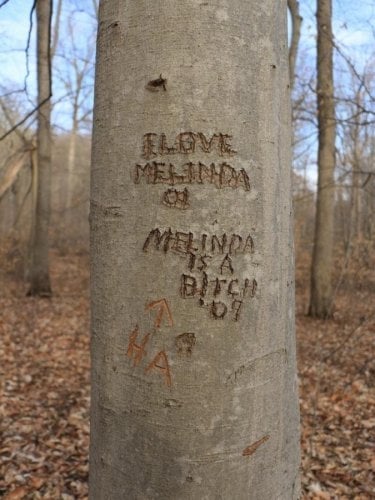 I LOVE
MELINDA
01
MELINDA
IS A
BITCH
'07
HA